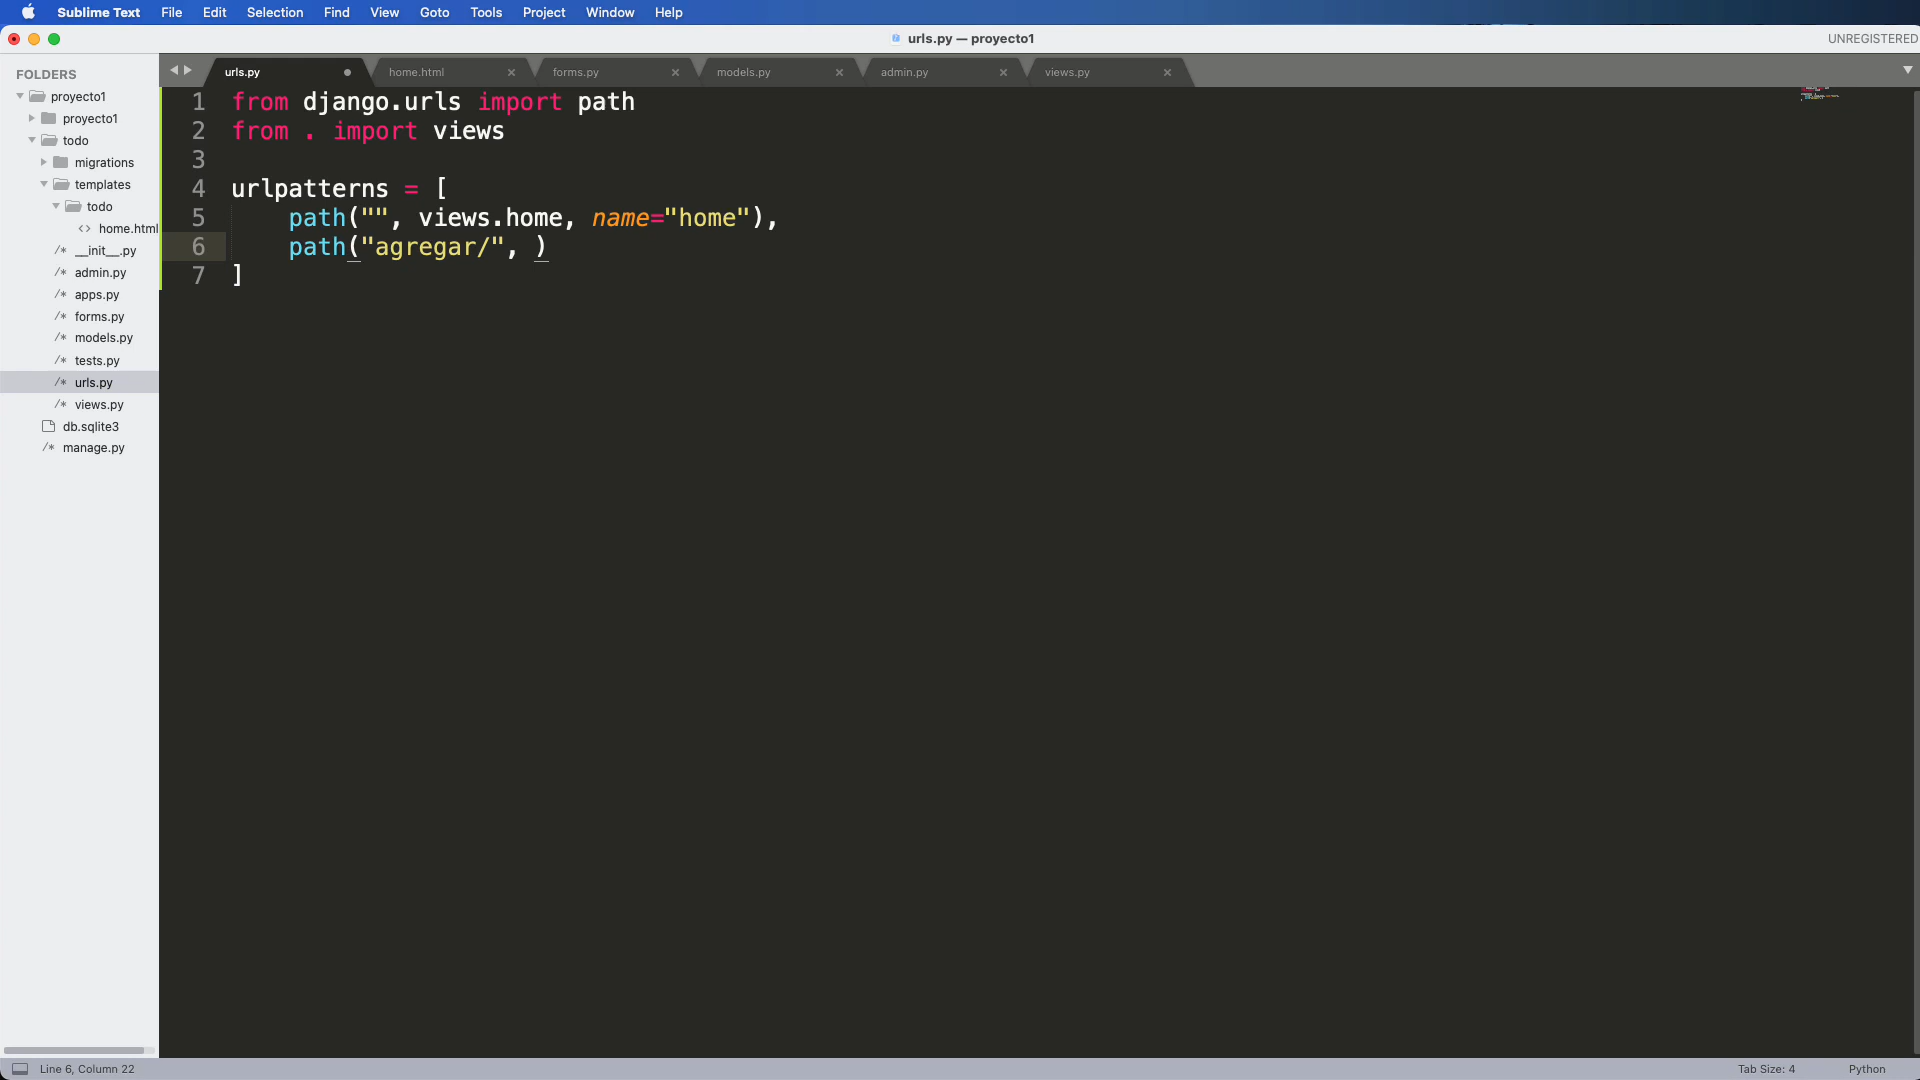 Sublime Text File Edit Selection Find View Goto Tools Project Window Help
urls.py — proyecto1
UNREGISTERED
FOLDERS
proyecto1
proyecto1
todo
migrations
templates
todo
<> home.html
/* __init__.py
/* admin.py
/* apps.py
/* forms.py
/* models.py
/* tests.py
/* urls.py
/* views.py
db.sqlite3
/* manage.py
urls.py home.html forms.py models.py admin.py views.py
1 from django.urls import path
2 from . import views
3
4 urlpatterns = [
5     path("", views.home, name="home"),
6     path("agregar/", )
7 ]
Line 6, Column 22
Tab Size: 4
Python